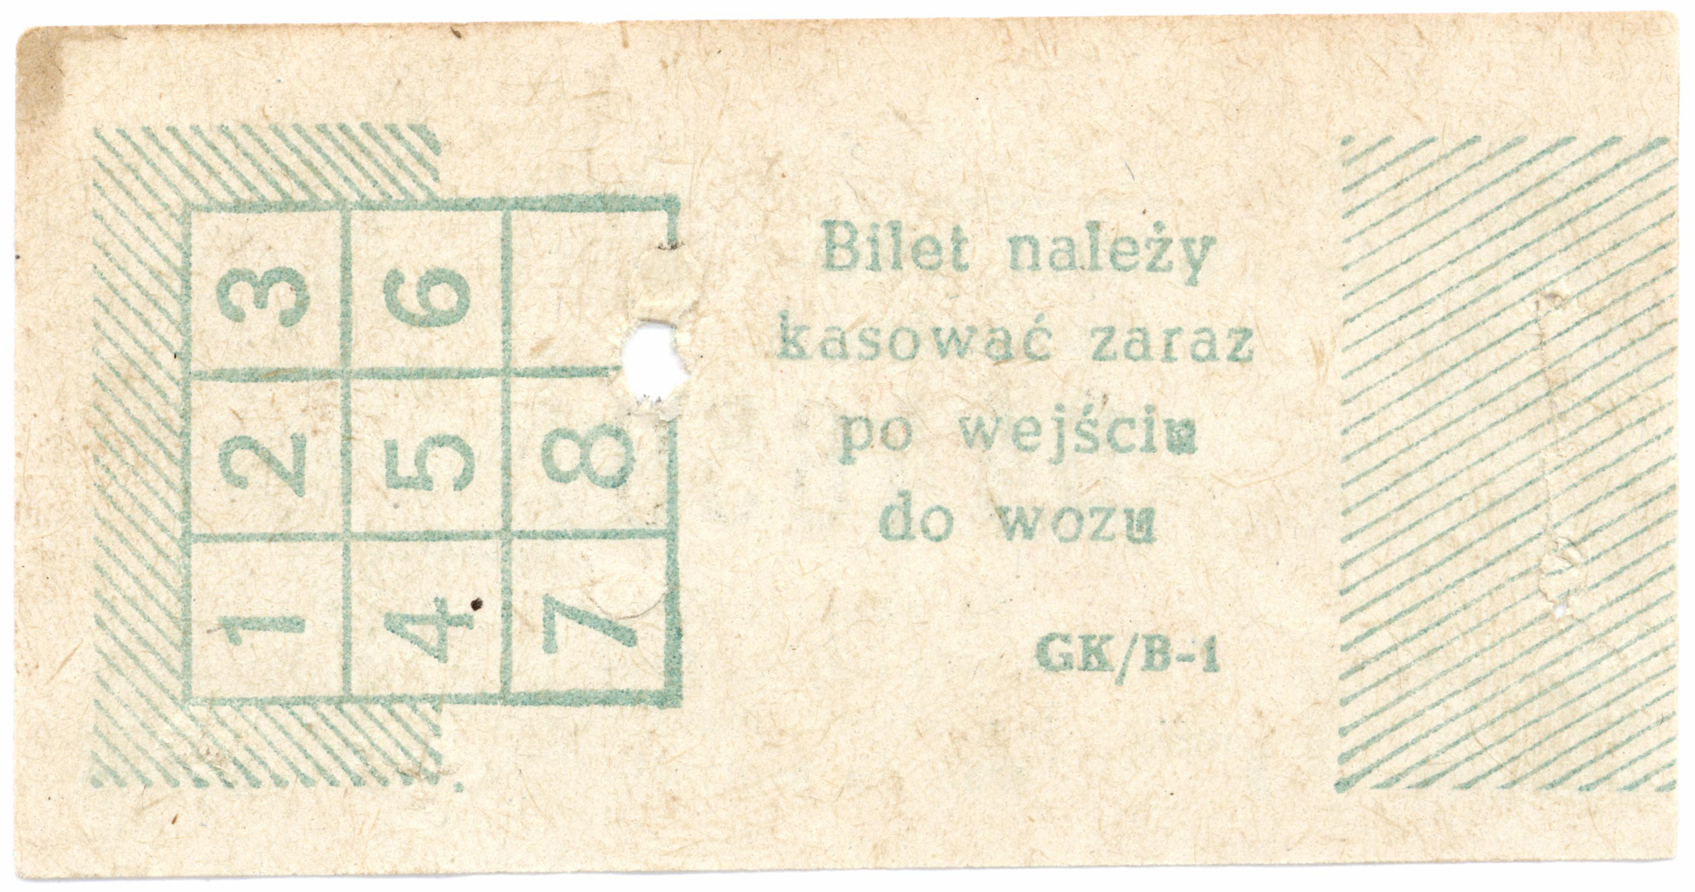 3 6
2 5 8
1 4 7
Bilet należy
kasować zaraz
po wejściu
do wozu
GK/B-1